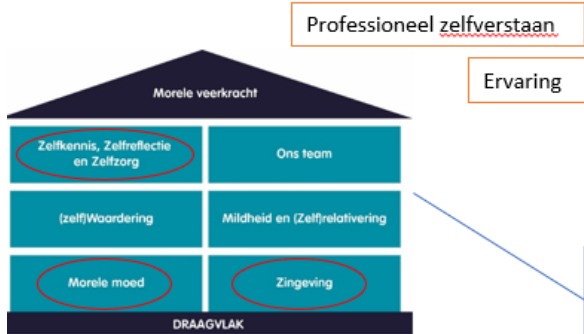 Professioneel zelfverstaan
Ervaring
Morele veerkracht
Zelfkennis, Zelfreflectie
en Zelfzorg
Ons team
(zelf)Waardering
Mildheid en (Zelf)relativering
Morele moed
Zingeving
DRAAGVLAK